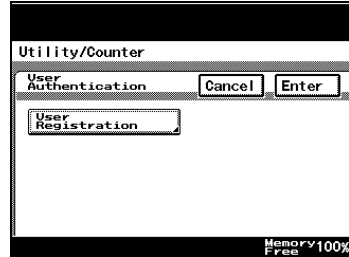 Utility/Counter
User
Authentication
Cancel
Enter
User
Registration
Memory
Free
100%